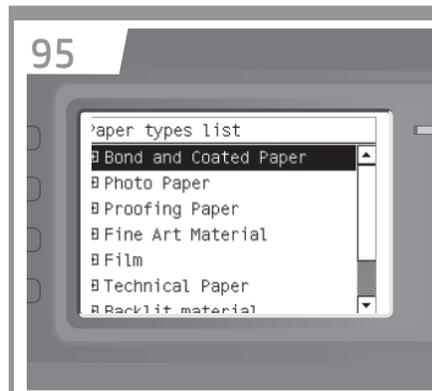 95
Paper types list
Bond and Coated Paper
Photo Paper
Proofing Paper
Fine Art Material
Film
Technical Paper
Backlit material